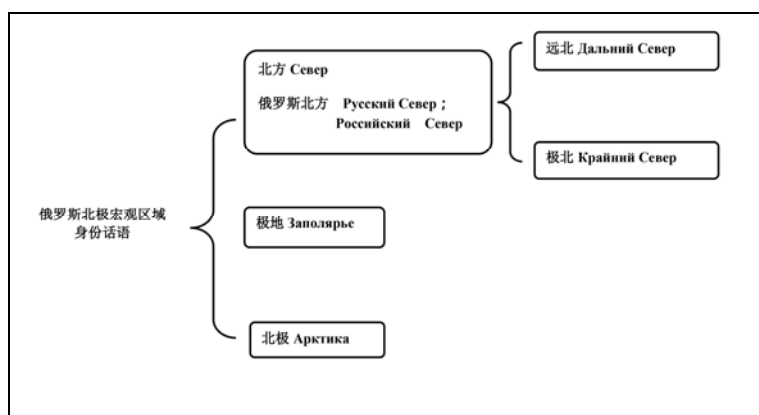 俄罗斯北极宏观区域
身份话语
北方 Север
俄罗斯北方 Русский Север；
Российский Север
远北 Дальний Север
极北 Крайний Север
极地 Заполярье
北极 Арктика